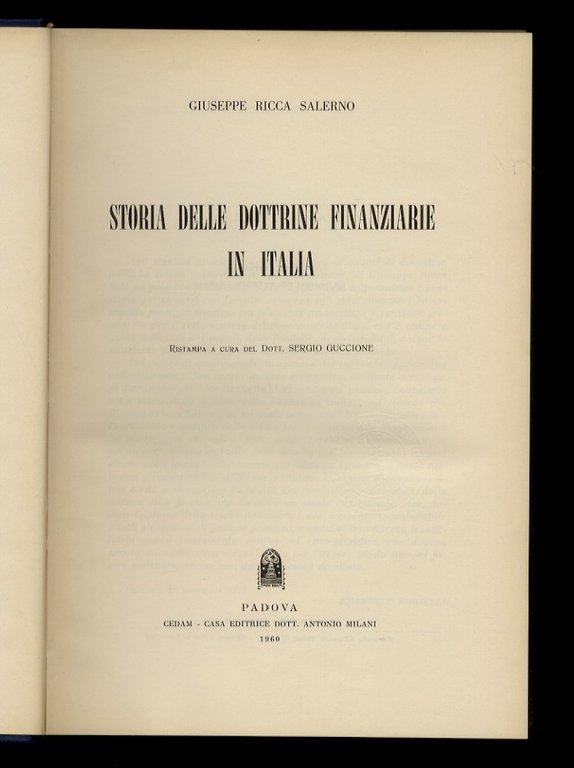 GIUSEPPE RICCA SALERNO
STORIA DELLE DOTTRINE FINANZIARIE
IN ITALIA
RISTAMPA A CURA DEL DOTT. SERGIO GUCCIONE
PADOVA
CEDAM - CASA EDITRICE DOTT. ANTONIO MILANI
1960